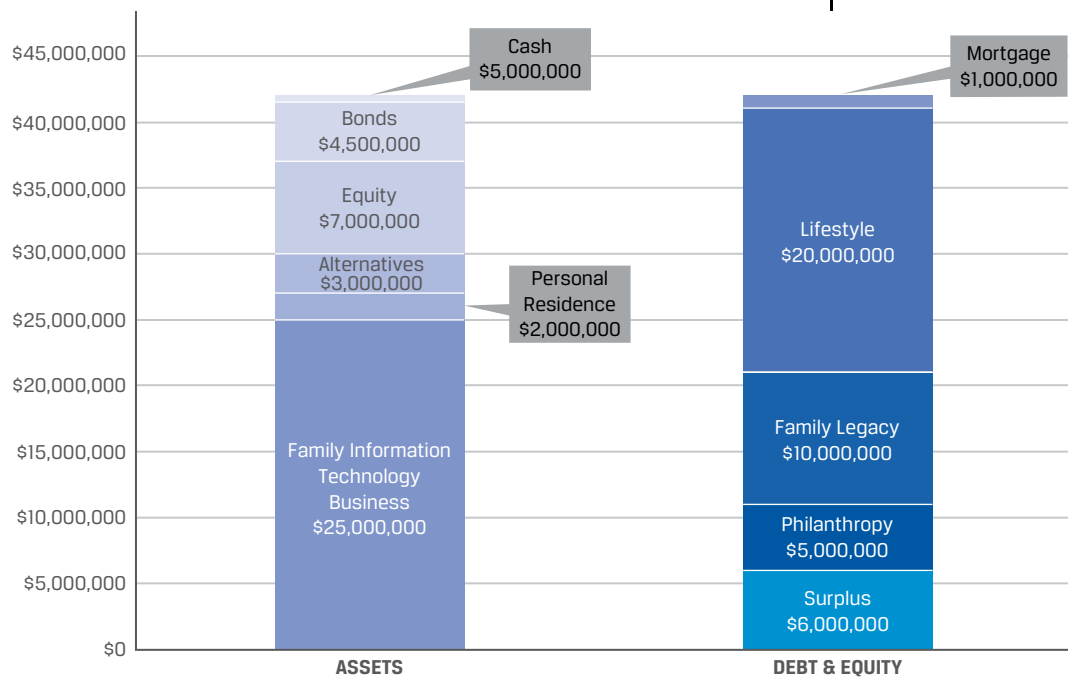 $45,000,000
$40,000,000
$35,000,000
$30,000,000
$25,000,000
$20,000,000
$15,000,000
$10,000,000
$5,000,000
$0
Cash
$5,000,000
Bonds
$4,500,000
Equity
$7,000,000
Alternatives
$3,000,000
Personal
Residence
$2,000,000
Family Information
Technology
Business
$25,000,000
ASSETS
Mortgage
$1,000,000
Lifestyle
$20,000,000
Family Legacy
$10,000,000
Philanthropy
$5,000,000
Surplus
$6,000,000
DEBT & EQUITY